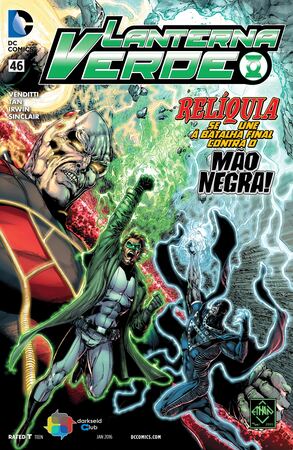 DC COMICS
46
VENDITTI
TAN
IRWIN
SINCLAIR
LANTERNA
VERDE
RELÍQUIA
SE UNE
À BATALHA FINAL
CONTRA O
MÃO
NEGRA!
darkseid
Club
RATED T TEEN
JAN 2016
DCCOMICS.COM